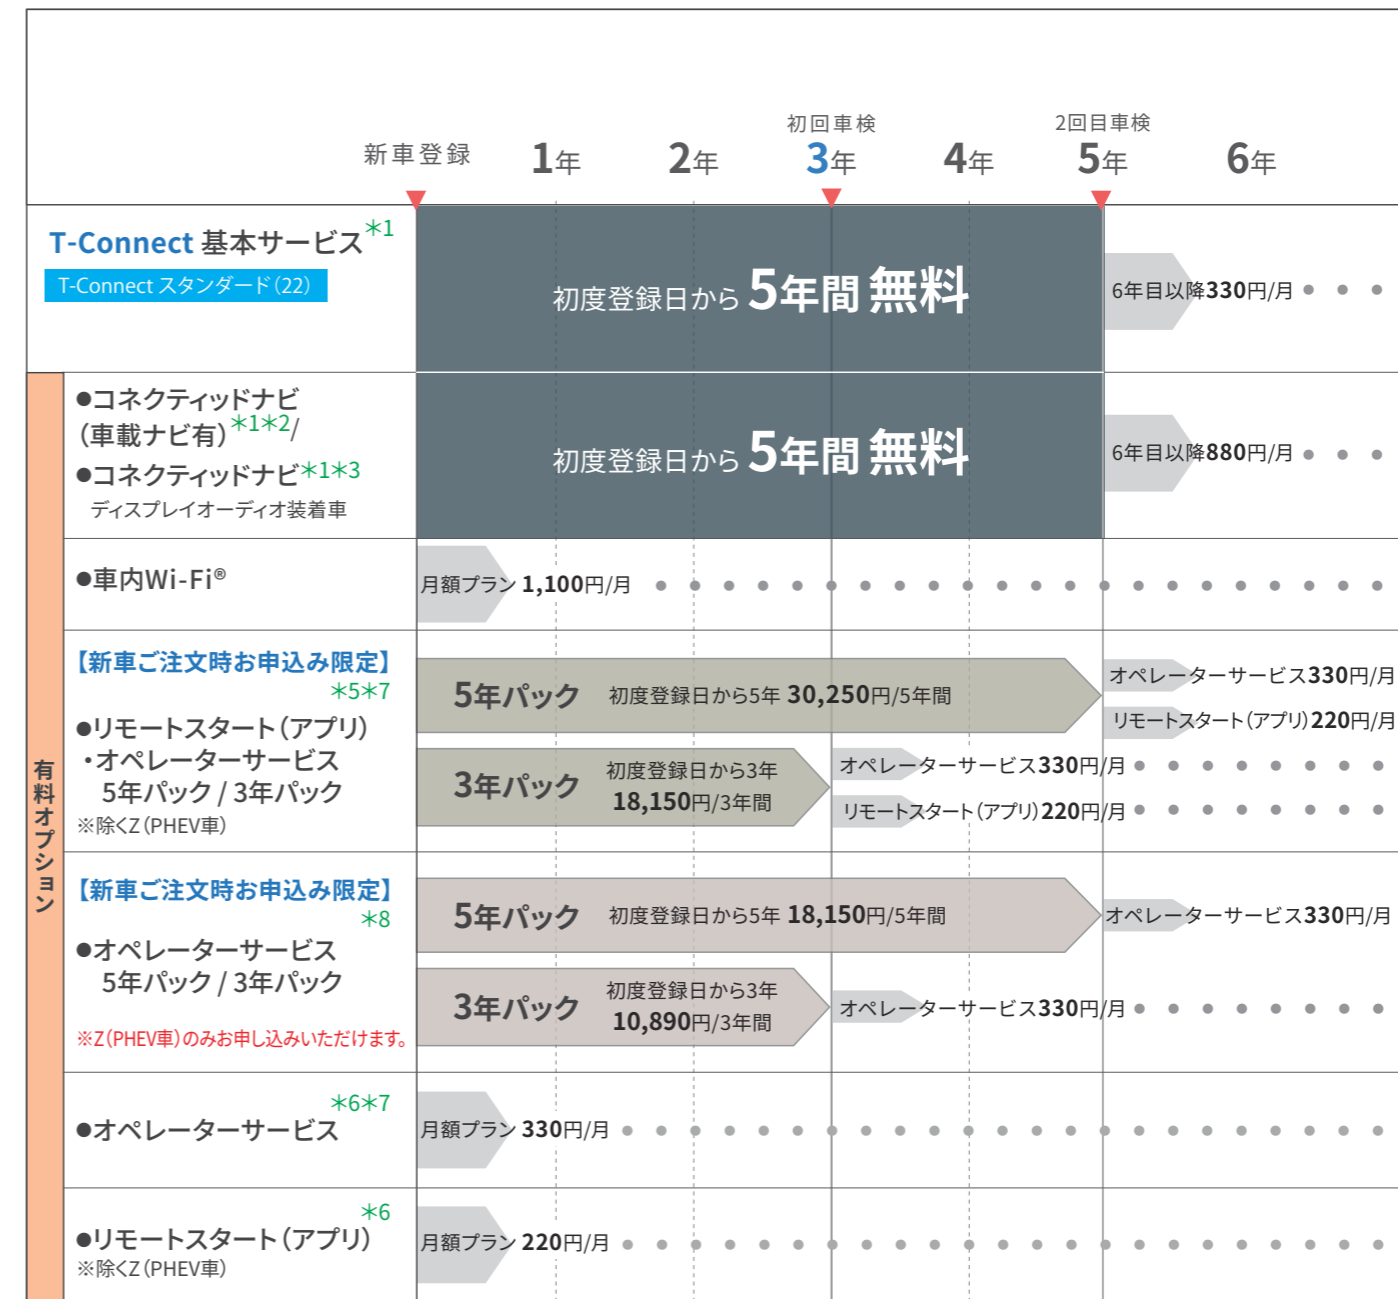 初回車検
2回目車検
新車登録
1年
2年
3年
4年
5年
6年
T-Connect 基本サービス＊1
T-Connect スタンダード（22）
初度登録日から 5年間 無料
6年目以降330円/月
有料オプション
●コネクティッドナビ
（車載ナビ有）＊1＊2/
●コネクティッドナビ＊1＊3
ディスプレイオーディオ装着車
初度登録日から 5年間 無料
6年目以降880円/月
●車内Wi-Fi®
月額プラン 1,100円/月
【新車ご注文時お申込み限定】
＊5＊7
●リモートスタート（アプリ）
・オペレーターサービス
5年パック / 3年パック
※除くZ（PHEV車）
5年パック 初度登録日から5年 30,250円/5年間
オペレーターサービス330円/月
リモートスタート（アプリ）220円/月
3年パック 初度登録日から3年
18,150円/3年間
オペレーターサービス330円/月
リモートスタート（アプリ）220円/月
【新車ご注文時お申込み限定】
＊8
●オペレーターサービス
5年パック / 3年パック
※Z（PHEV車）のみお申し込みいただけます。
5年パック 初度登録日から5年 18,150円/5年間
オペレーターサービス330円/月
3年パック 初度登録日から3年
10,890円/3年間
オペレーターサービス330円/月
＊6＊7
●オペレーターサービス
月額プラン 330円/月
＊6
●リモートスタート（アプリ）
※除くZ（PHEV車）
月額プラン 220円/月